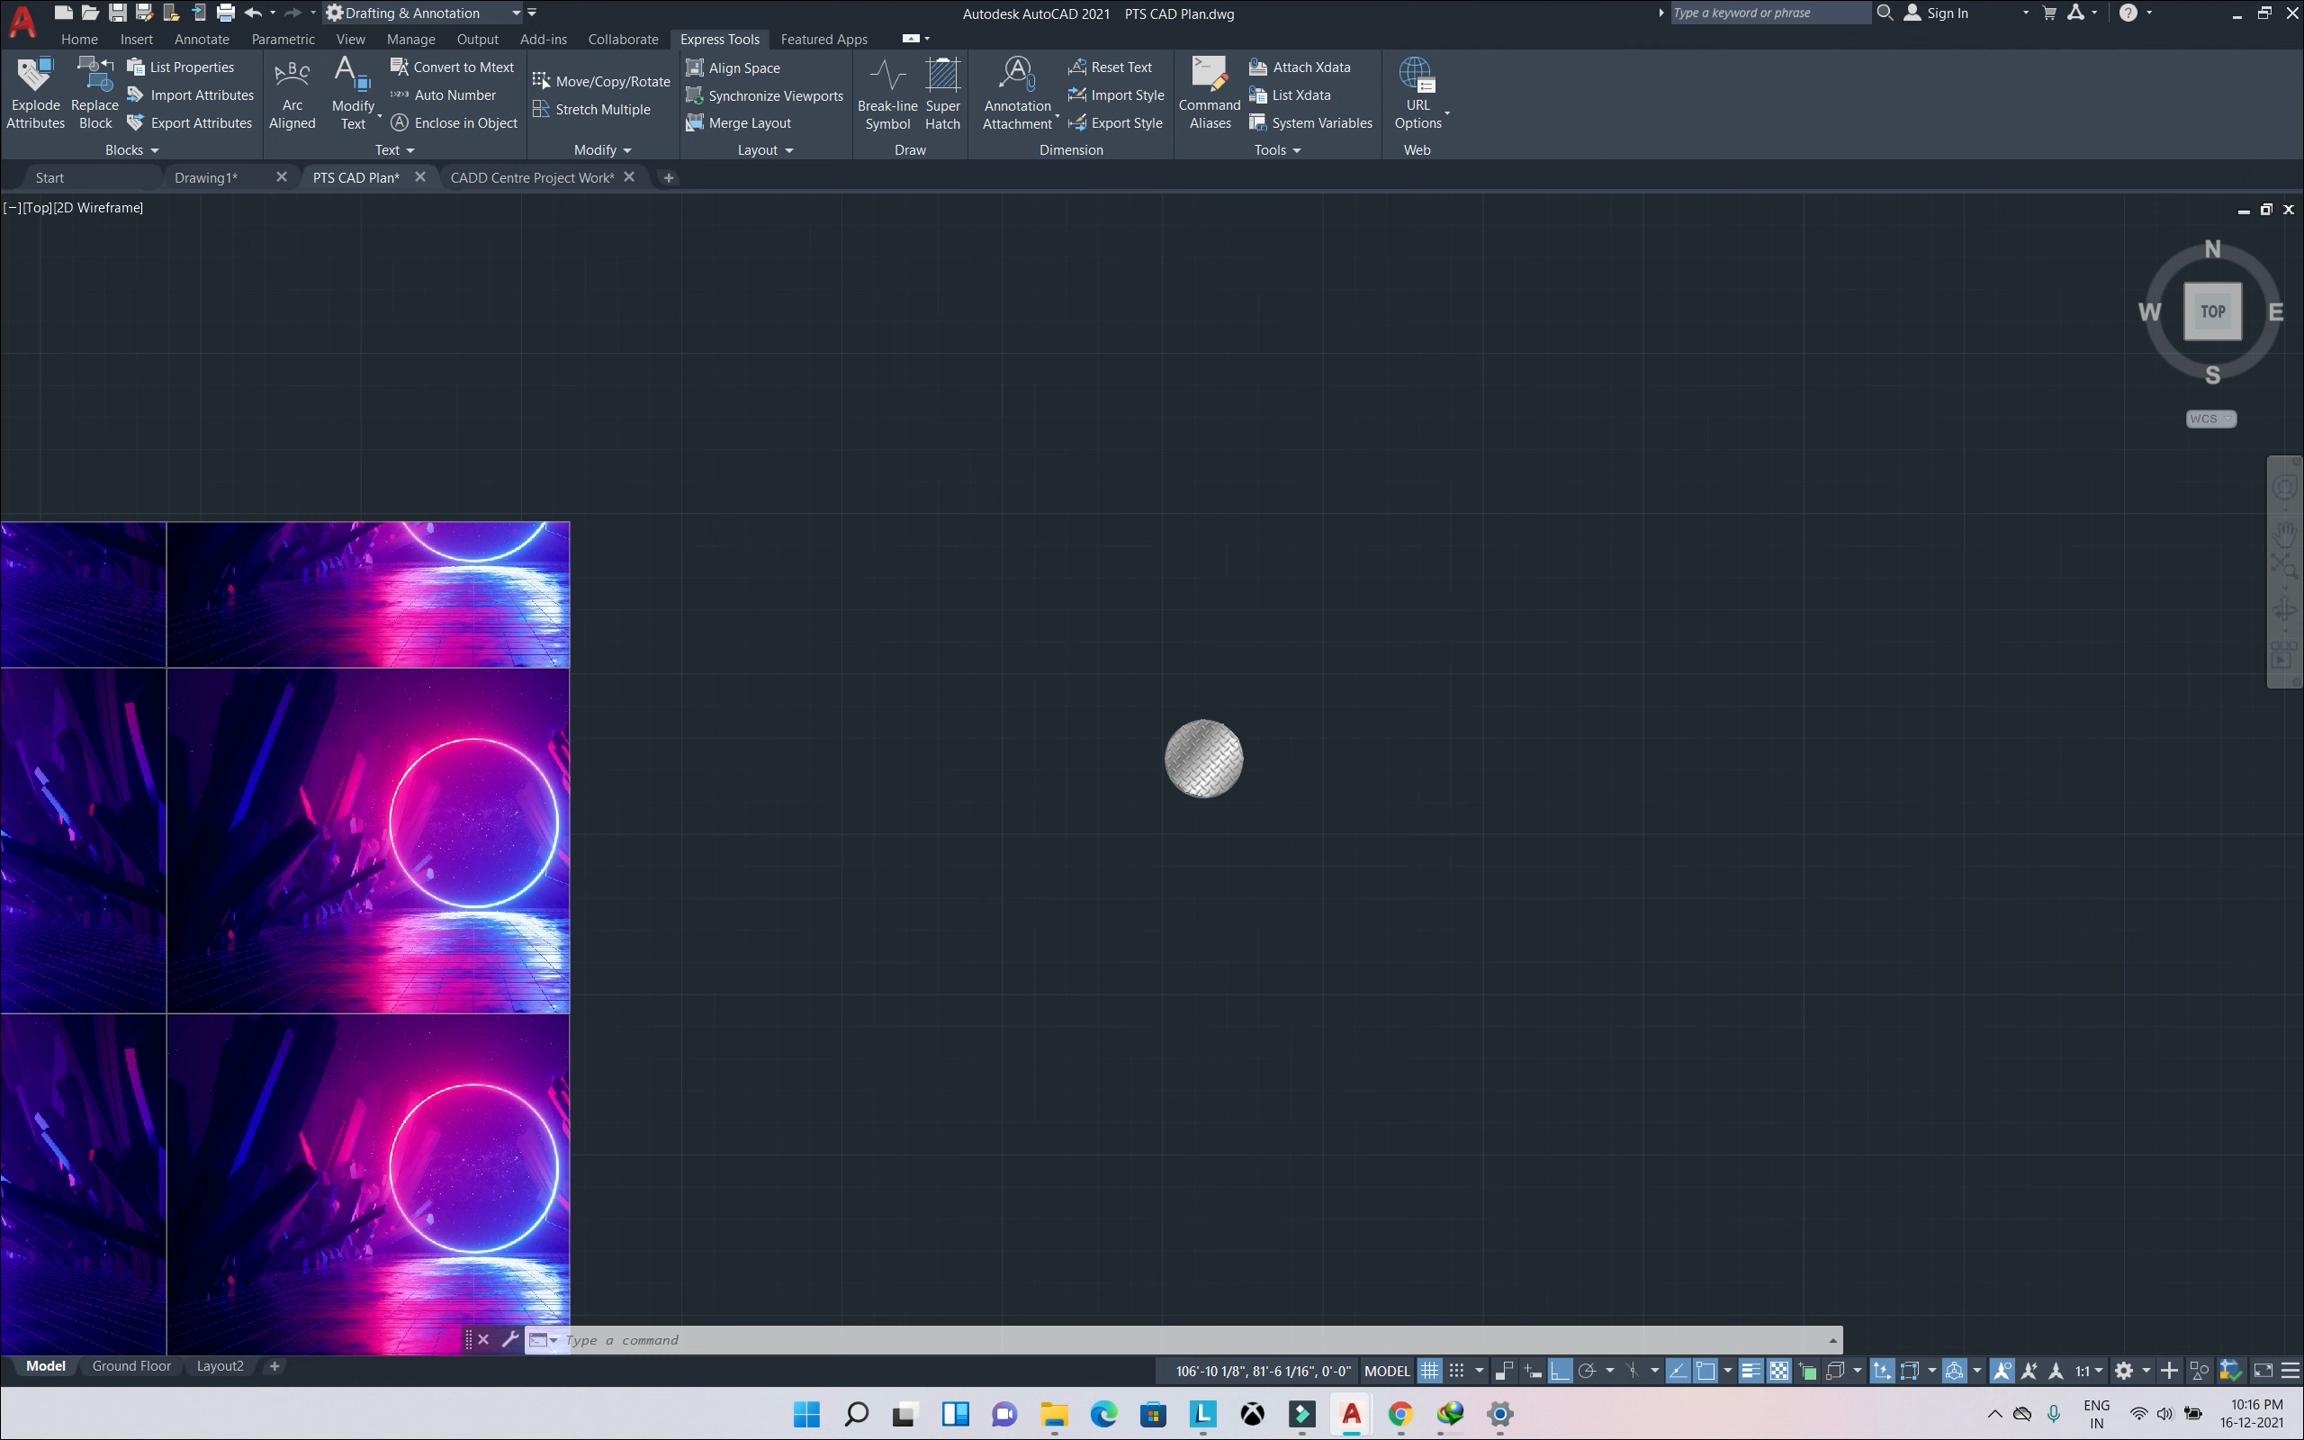 Drafting & Annotation
Autodesk AutoCAD 2021 PTS CAD Plan.dwg
Type a keyword or phrase
Sign In
Home Insert Annotate Parametric View Manage Output Add-ins Collaborate Express Tools Featured Apps
Explode Attributes
Replace Block
List Properties
Import Attributes
Export Attributes
Blocks
ABC
Arc Aligned
Modify Text
Convert to Mtext
Auto Number
Enclose in Object
Text
Move/Copy/Rotate
Stretch Multiple
Modify
Align Space
Synchronize Viewports
Merge Layout
Layout
Break-line Symbol
Super Hatch
Draw
Annotation Attachment
Reset Text
Import Style
Export Style
Dimension
Command Aliases
Attach Xdata
List Xdata
System Variables
Tools
URL Options
Web
Start Drawing1* PTS CAD Plan* CADD Centre Project Work*
[−][Top][2D Wireframe]
N
W TOP E
S
WCS
Type a command
Model Ground Floor Layout2
106'-10 1/8", 81'-6 1/16", 0'-0" MODEL 1:1
ENG
IN
10:16 PM
16-12-2021